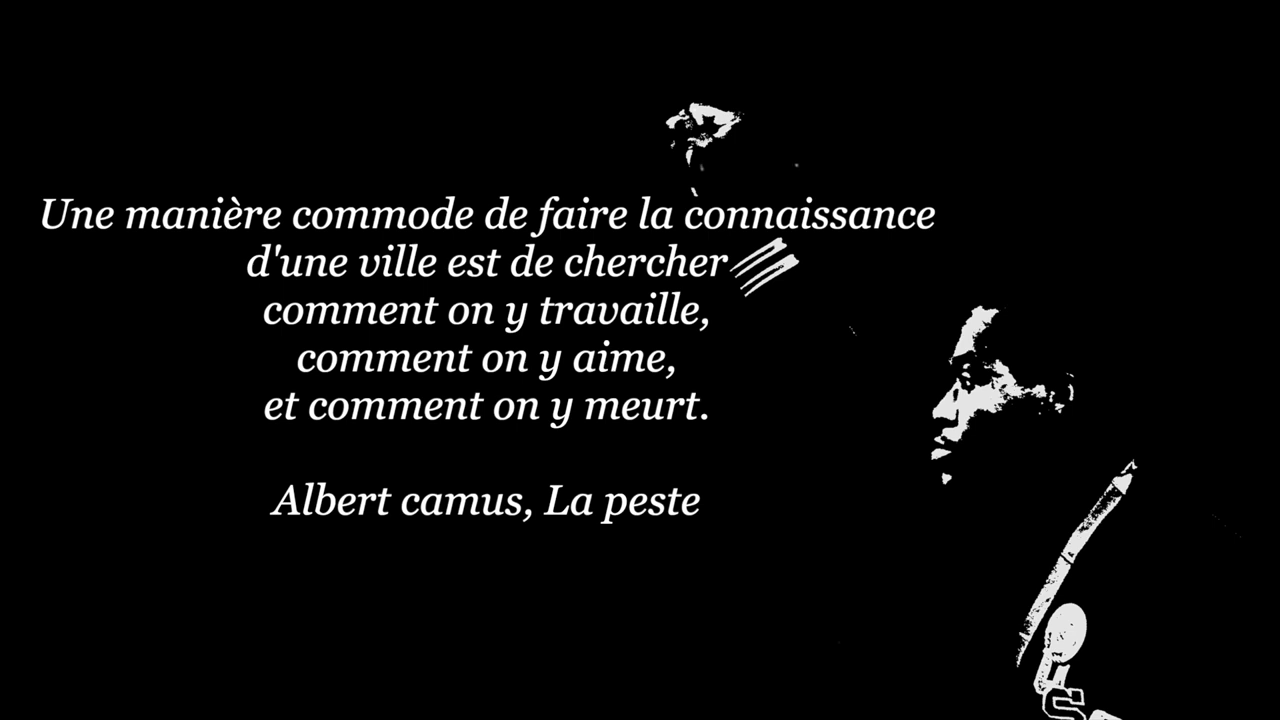 Une manière commode de faire la connaissance
d'une ville est de chercher
comment on y travaille,
comment on y aime,
et comment on y meurt.
Albert camus, La peste